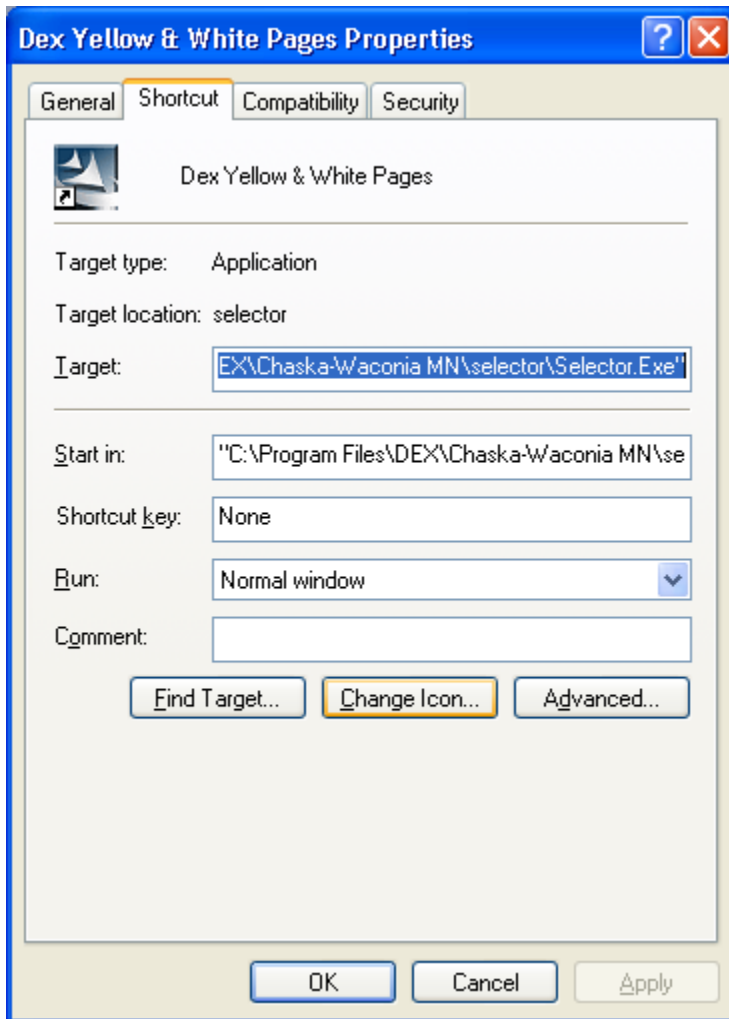 Dex Yellow & White Pages Properties
General Shortcut Compatibility Security
Dex Yellow & White Pages
Target type: Application
Target location: selector
Target: EX\Chaska-Waconia MN\selector\Selector.Exe"
Start in: "C:\Program Files\DEX\Chaska-Waconia MN\se
Shortcut key: None
Run: Normal window
Comment:
Find Target... Change Icon... Advanced...
OK Cancel Apply